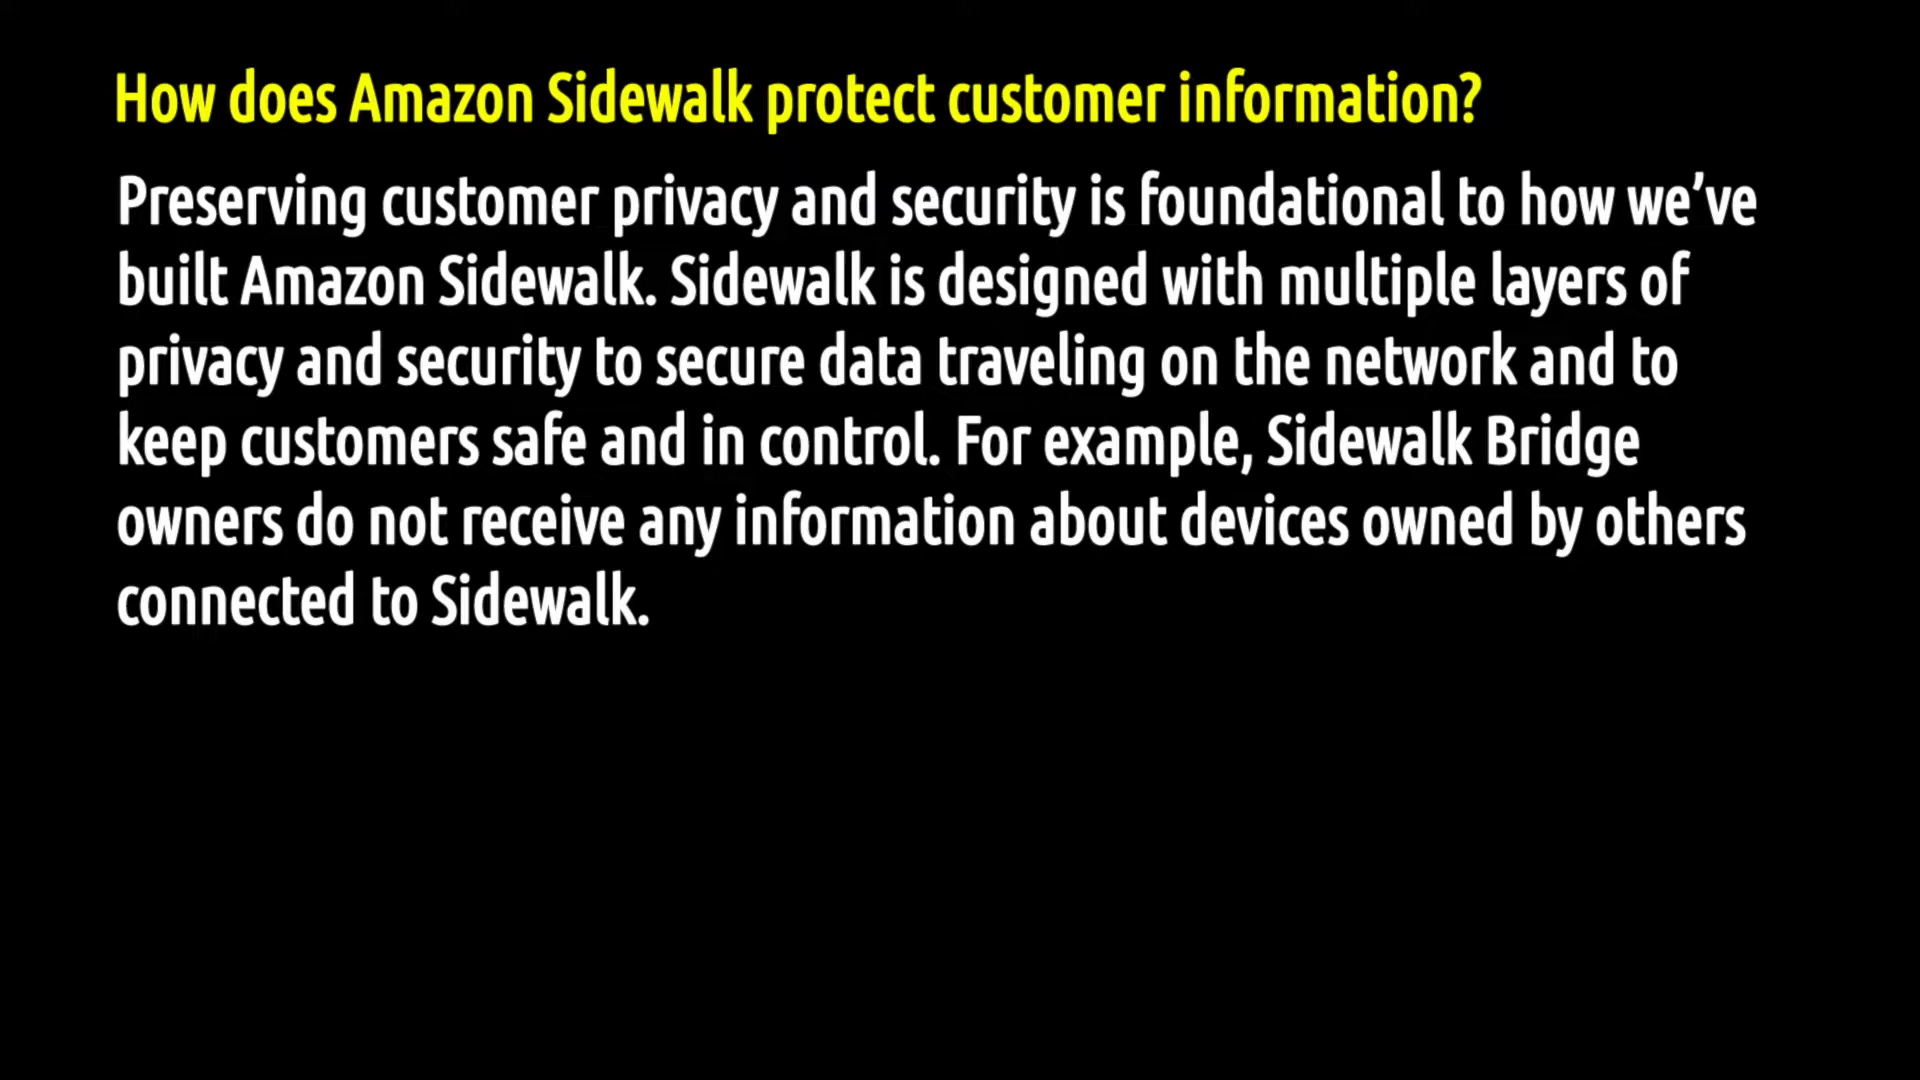 How does Amazon Sidewalk protect customer information?
Preserving customer privacy and security is foundational to how we’ve
built Amazon Sidewalk. Sidewalk is designed with multiple layers of
privacy and security to secure data traveling on the network and to
keep customers safe and in control. For example, Sidewalk Bridge
owners do not receive any information about devices owned by others
connected to Sidewalk.